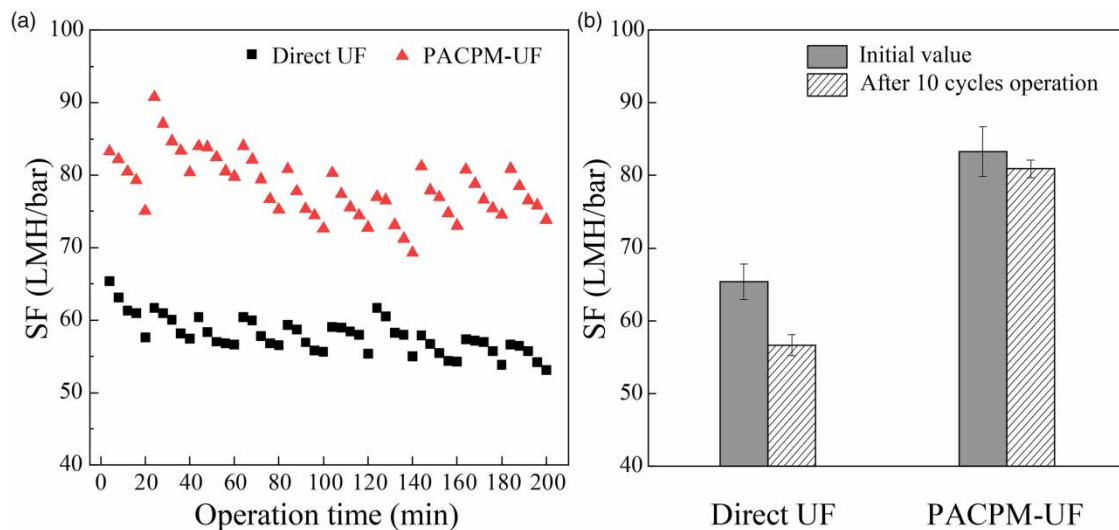 (a)
100
90
80
70
60
50
40
SF (LMH/bar)
Direct UF
PACPM-UF
0 20 40 60 80 100 120 140 160 180 200
Operation time (min)
(b)
100
90
80
70
60
50
40
SF (LMH/bar)
Initial value
After 10 cycles operation
Direct UF
PACPM-UF